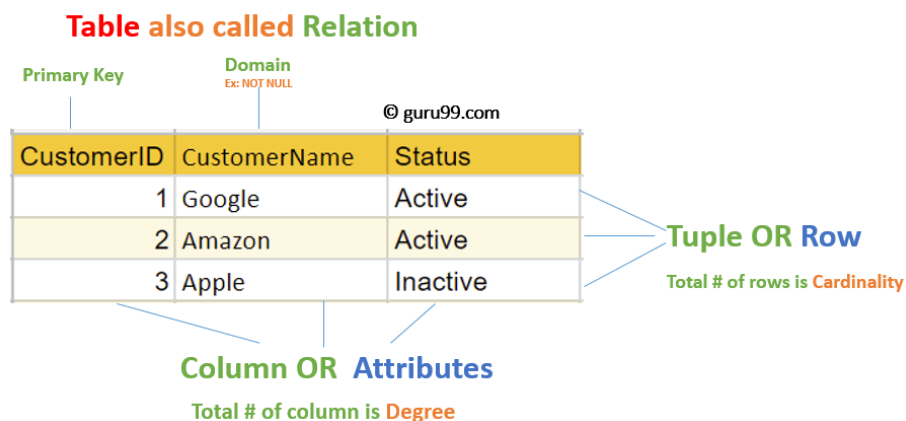 Table also called Relation
Primary Key
Domain
Ex: NOT NULL
© guru99.com
CustomerID CustomerName Status
1 Google Active
2 Amazon Active
3 Apple Inactive
Tuple OR Row
Total # of rows is Cardinality
Column OR Attributes
Total # of column is Degree